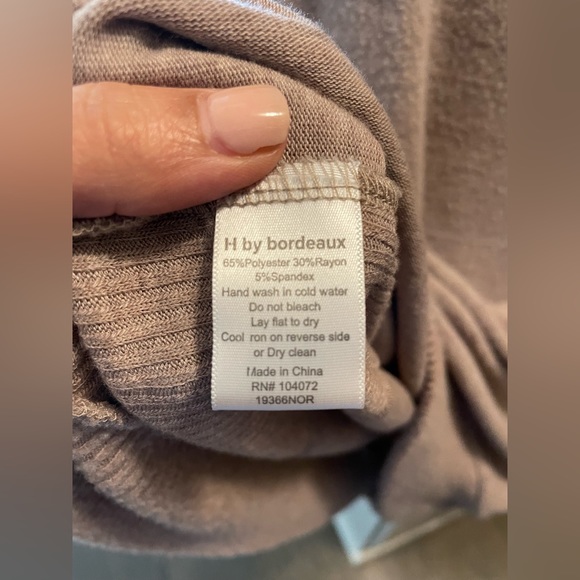 H by bordeaux
65%Polyester 30%Rayon
5%Spandex
Hand wash in cold water
Do not bleach
Lay flat to dry
Cool ron on reverse side
or Dry clean
Made in China
RN# 104072
19366NOR